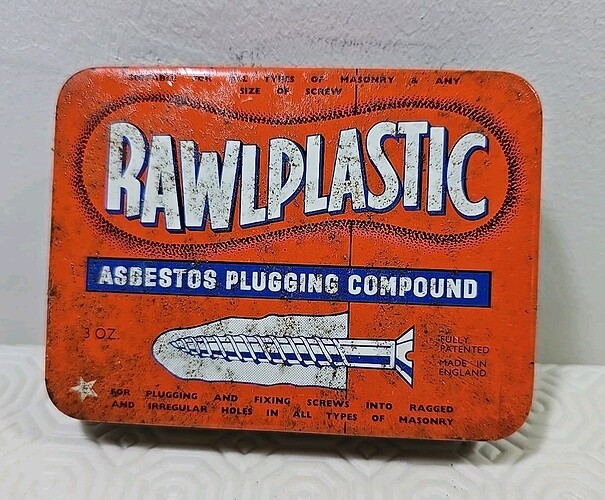 SUITABLE FOR ALL TYPES OF MASONRY & ANY
SIZE OF SCREW
RAWLPLASTIC
ASBESTOS PLUGGING COMPOUND
3 OZ.
FULLY
PATENTED
MADE IN
ENGLAND
FOR PLUGGING AND FIXING SCREWS INTO RAGGED
AND IRREGULAR HOLES IN ALL TYPES OF MASONRY